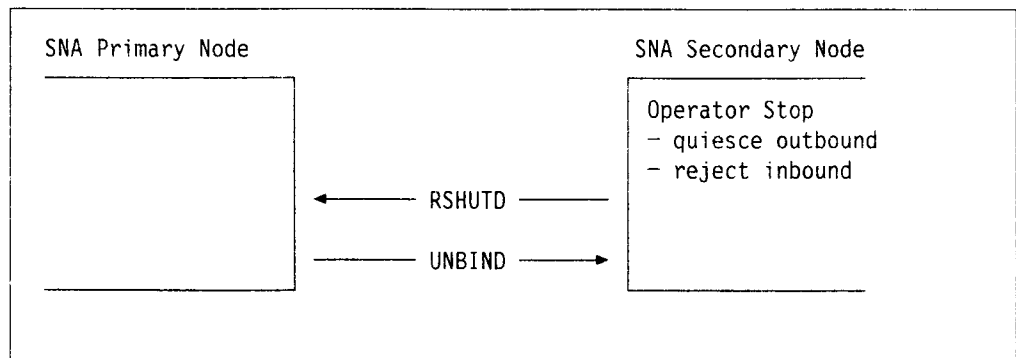 SNA Primary Node
SNA Secondary Node
Operator Stop
– quiesce outbound
– reject inbound
RSHUTD
UNBIND